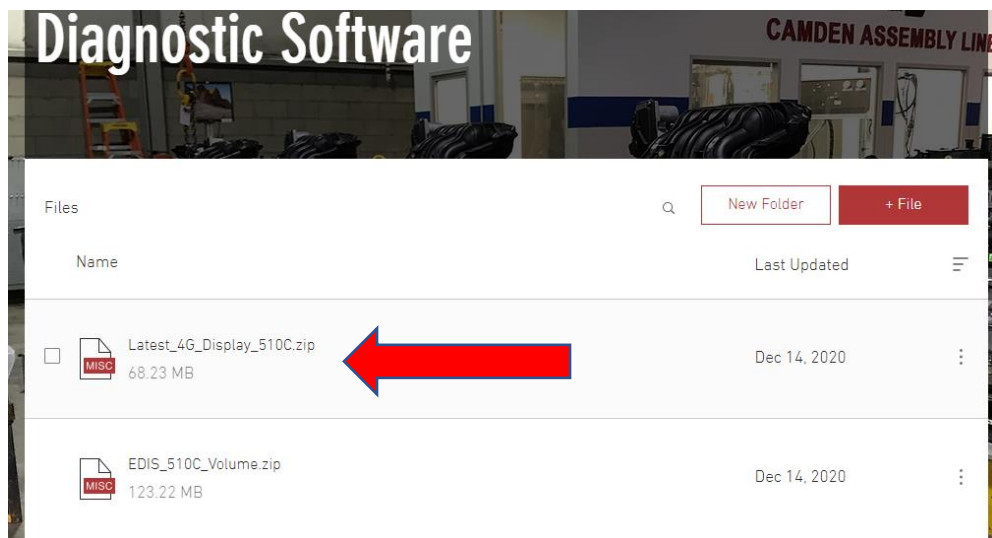 Diagnostic Software
CAMDEN ASSEMBLY LINE
Files
New Folder
+ File
Name
Last Updated
Latest_4G_Display_510C.zip
MISC
68.23 MB
Dec 14, 2020
EDIS_510C_Volume.zip
MISC
123.22 MB
Dec 14, 2020